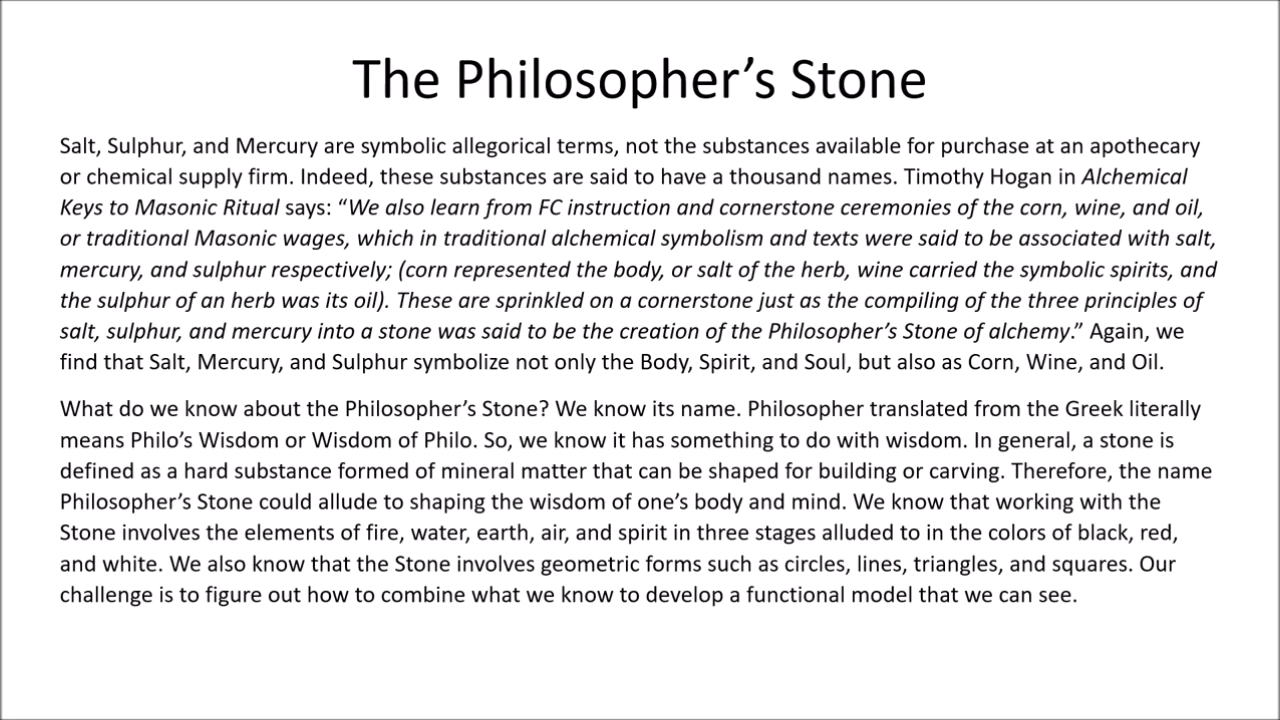 The Philosopher’s Stone
Salt, Sulphur, and Mercury are symbolic allegorical terms, not the substances available for purchase at an apothecary
or chemical supply firm. Indeed, these substances are said to have a thousand names. Timothy Hogan in Alchemical
Keys to Masonic Ritual says: “We also learn from FC instruction and cornerstone ceremonies of the corn, wine, and oil,
or traditional Masonic wages, which in traditional alchemical symbolism and texts were said to be associated with salt,
mercury, and sulphur respectively; (corn represented the body, or salt of the herb, wine carried the symbolic spirits, and
the sulphur of an herb was its oil). These are sprinkled on a cornerstone just as the compiling of the three principles of
salt, sulphur, and mercury into a stone was said to be the creation of the Philosopher’s Stone of alchemy.” Again, we
find that Salt, Mercury, and Sulphur symbolize not only the Body, Spirit, and Soul, but also as Corn, Wine, and Oil.
What do we know about the Philosopher’s Stone? We know its name. Philosopher translated from the Greek literally
means Philo’s Wisdom or Wisdom of Philo. So, we know it has something to do with wisdom. In general, a stone is
defined as a hard substance formed of mineral matter that can be shaped for building or carving. Therefore, the name
Philosopher’s Stone could allude to shaping the wisdom of one’s body and mind. We know that working with the
Stone involves the elements of fire, water, earth, air, and spirit in three stages alluded to in the colors of black, red,
and white. We also know that the Stone involves geometric forms such as circles, lines, triangles, and squares. Our
challenge is to figure out how to combine what we know to develop a functional model that we can see.